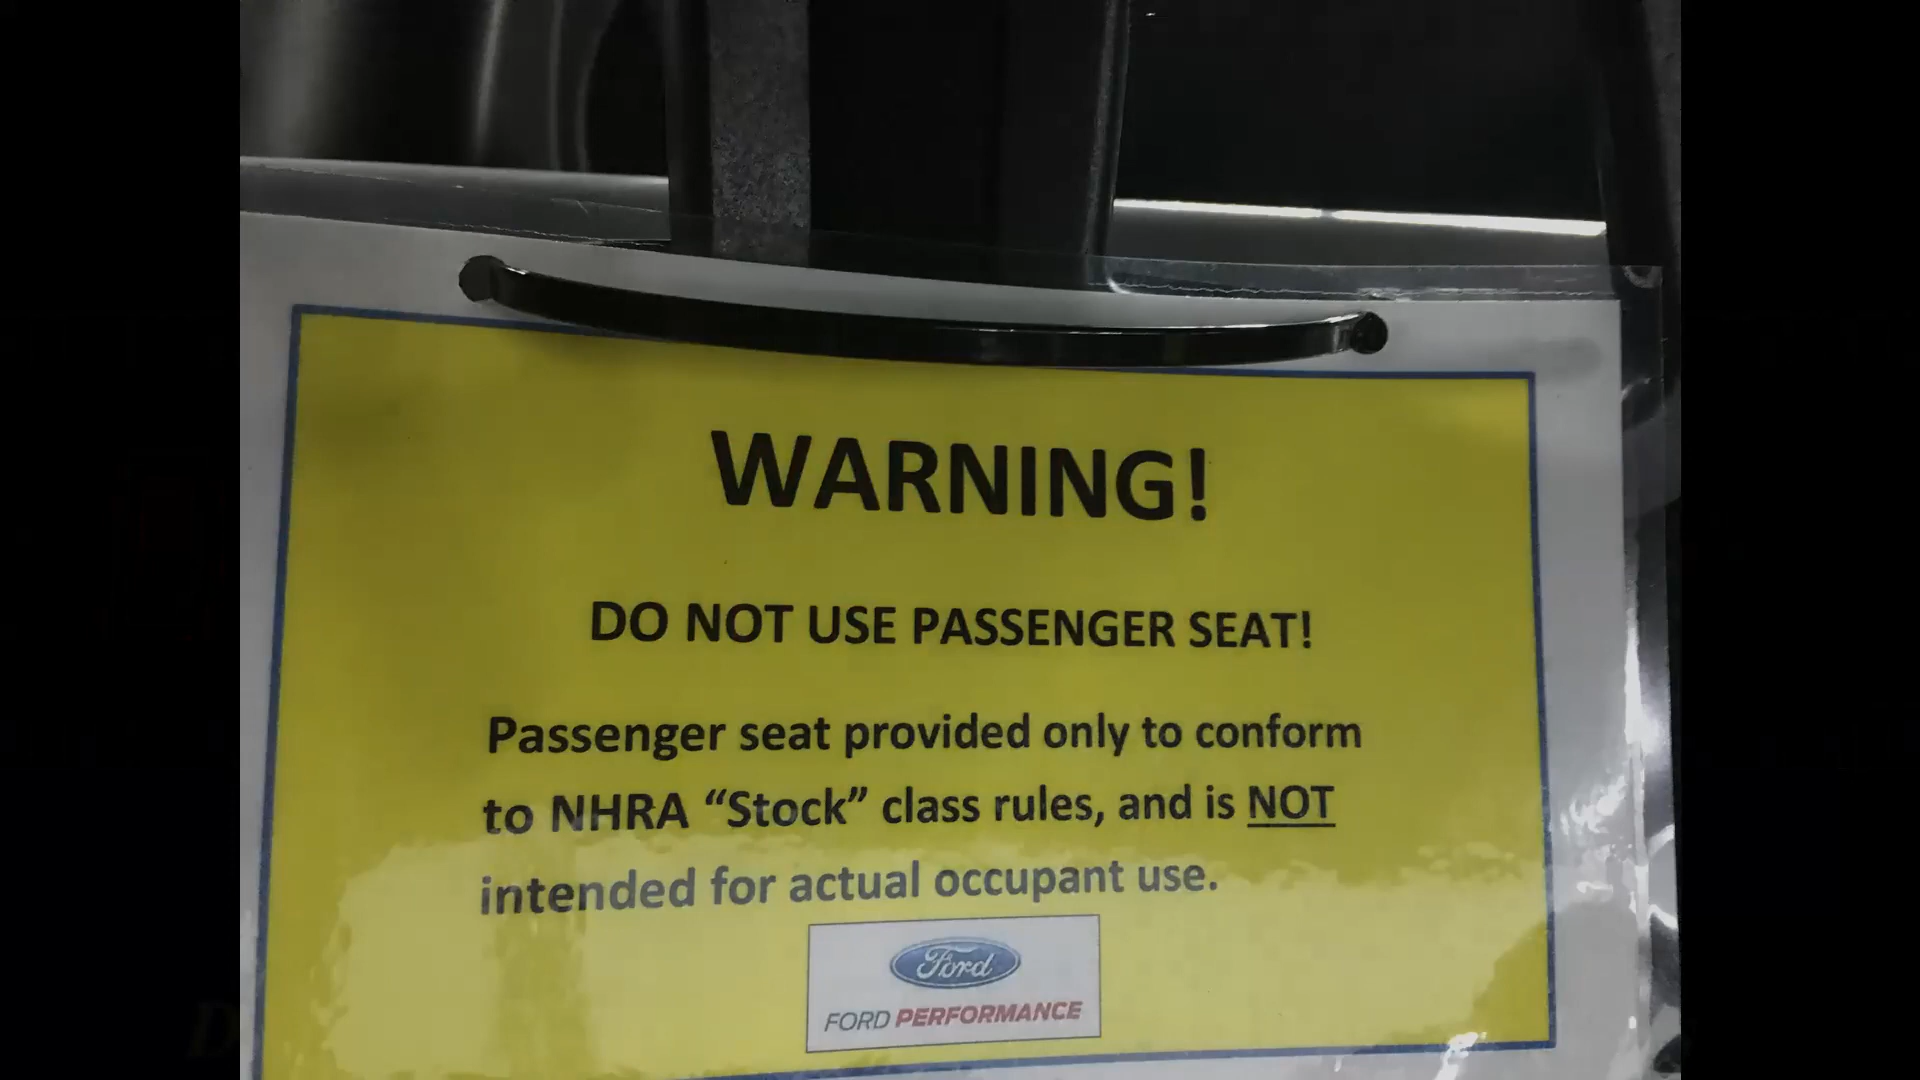 WARNING!
DO NOT USE PASSENGER SEAT!
Passenger seat provided only to conform
to NHRA “Stock” class rules, and is NOT
intended for actual occupant use.
Ford
FORD PERFORMANCE